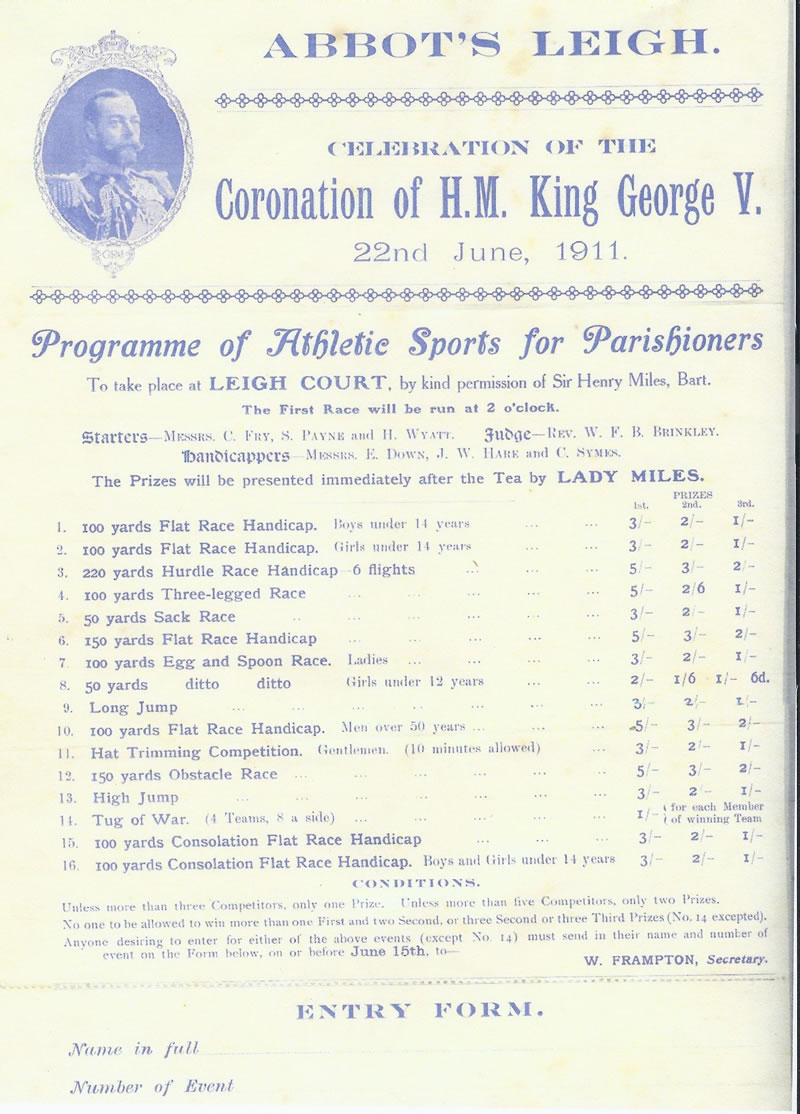 ABBOT'S LEIGH.
CELEBRATION OF THE
Coronation of H.M. King George V.
22nd June, 1911.
Programme of Athletic Sports for Parishioners
To take place at LEIGH COURT, by kind permission of Sir Henry Miles, Bart.
The First Race will be run at 2 o'clock.
Starters—Messrs. C. Fry, S. Payne and H. Wyatt. Judge—Rev. W. F. B. Brinkley.
Handicappers—Messrs. E. Down, J. W. Hare and C. Symes.
The Prizes will be presented immediately after the Tea by LADY MILES.
PRIZES
1st. 2nd. 3rd.
1. 100 yards Flat Race Handicap. Boys under 14 years ... ... 3/- 2/- 1/-
2. 100 yards Flat Race Handicap. Girls under 14 years ... ... 3/- 2/- 1/-
3. 220 yards Hurdle Race Handicap—6 flights ... ... ... 5/- 3/- 2/-
4. 100 yards Three-legged Race ... ... ... ... ... 5/- 2/6 1/-
5. 50 yards Sack Race ... ... ... ... ... 3/- 2/- 1/-
6. 150 yards Flat Race Handicap ... ... ... ... ... 5/- 3/- 2/-
7. 100 yards Egg and Spoon Race. Ladies ... ... ... ... 3/- 2/- 1/-
8. 50 yards ditto ditto Girls under 12 years ... ... 2/- 1/6 1/- 6d.
9. Long Jump ... ... ... ... ... ... 3/- 2/- 1/-
10. 100 yards Flat Race Handicap. Men over 50 years ... ... ... 5/- 3/- 2/-
11. Hat Trimming Competition. Gentlemen. (10 minutes allowed) ... 3/- 2/- 1/-
12. 150 yards Obstacle Race ... ... ... ... ... 5/- 3/- 2/-
13. High Jump ... ... ... ... ... ... 3/- 2/- 1/-
14. Tug of War. (4 Teams, 8 a side) ... ... ... ... ... 1/- { for each Member
{ of winning Team
15. 100 yards Consolation Flat Race Handicap ... ... ... 3/- 2/- 1/-
16. 100 yards Consolation Flat Race Handicap. Boys and Girls under 14 years 3/- 2/- 1/-
CONDITIONS.
Unless more than three Competitors, only one Prize. Unless more than five Competitors, only two Prizes.
No one to be allowed to win more than one First and two Second, or three Second or three Third Prizes (No. 14 excepted).
Anyone desiring to enter for either of the above events (except No. 14) must send in their name and number of
event on the Form below, on or before June 15th, to—
W. FRAMPTON, Secretary.
ENTRY FORM.
Name in full
Number of Event